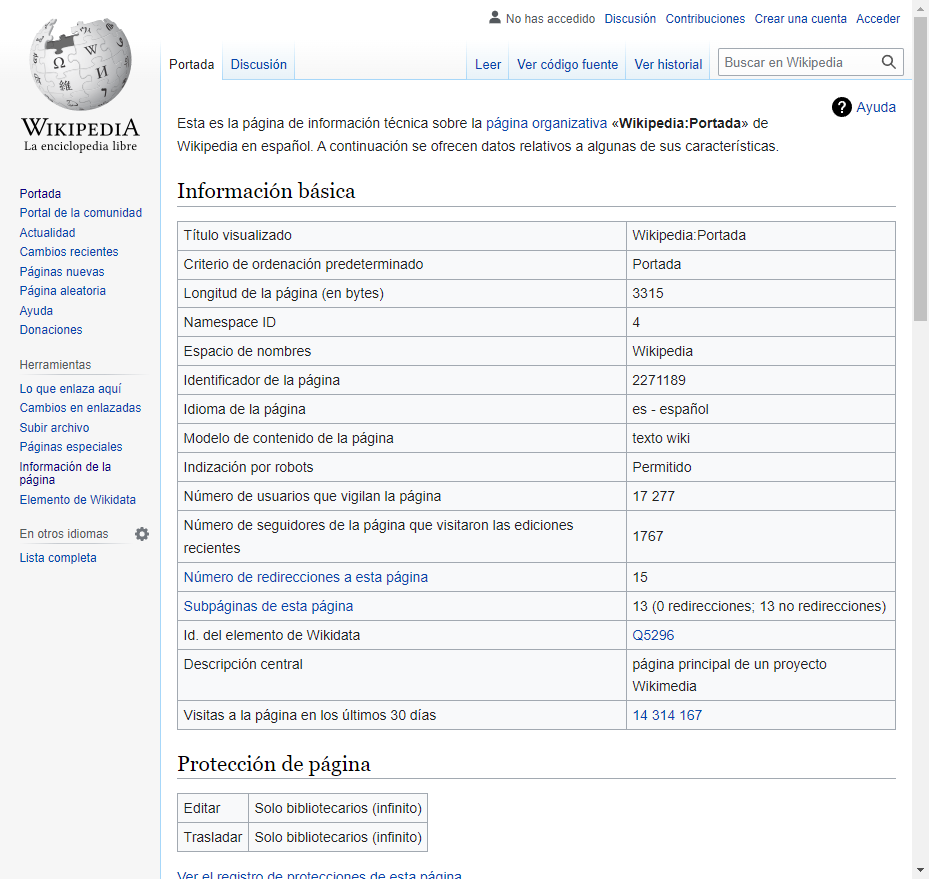 No has accedido Discusión Contribuciones Crear una cuenta Acceder
WIKIPEDIA
La enciclopedia libre
Portada Discusión Leer Ver código fuente Ver historial Buscar en Wikipedia
Ayuda
Esta es la página de información técnica sobre la página organizativa «Wikipedia:Portada» de
Wikipedia en español. A continuación se ofrecen datos relativos a algunas de sus características.
Portada
Portal de la comunidad
Actualidad
Cambios recientes
Páginas nuevas
Página aleatoria
Ayuda
Donaciones
Herramientas
Lo que enlaza aquí
Cambios en enlazadas
Subir archivo
Páginas especiales
Información de la
página
Elemento de Wikidata
En otros idiomas
Lista completa
Información básica
Título visualizado Wikipedia:Portada
Criterio de ordenación predeterminado Portada
Longitud de la página (en bytes) 3315
Namespace ID 4
Espacio de nombres Wikipedia
Identificador de la página 2271189
Idioma de la página es - español
Modelo de contenido de la página texto wiki
Indización por robots Permitido
Número de usuarios que vigilan la página 17 277
Número de seguidores de la página que visitaron las ediciones
recientes 1767
Número de redirecciones a esta página 15
Subpáginas de esta página 13 (0 redirecciones; 13 no redirecciones)
Id. del elemento de Wikidata Q5296
Descripción central página principal de un proyecto
Wikimedia
Visitas a la página en los últimos 30 días 14 314 167
Protección de página
Editar Solo bibliotecarios (infinito)
Trasladar Solo bibliotecarios (infinito)
Ver el registro de protecciones de esta página.